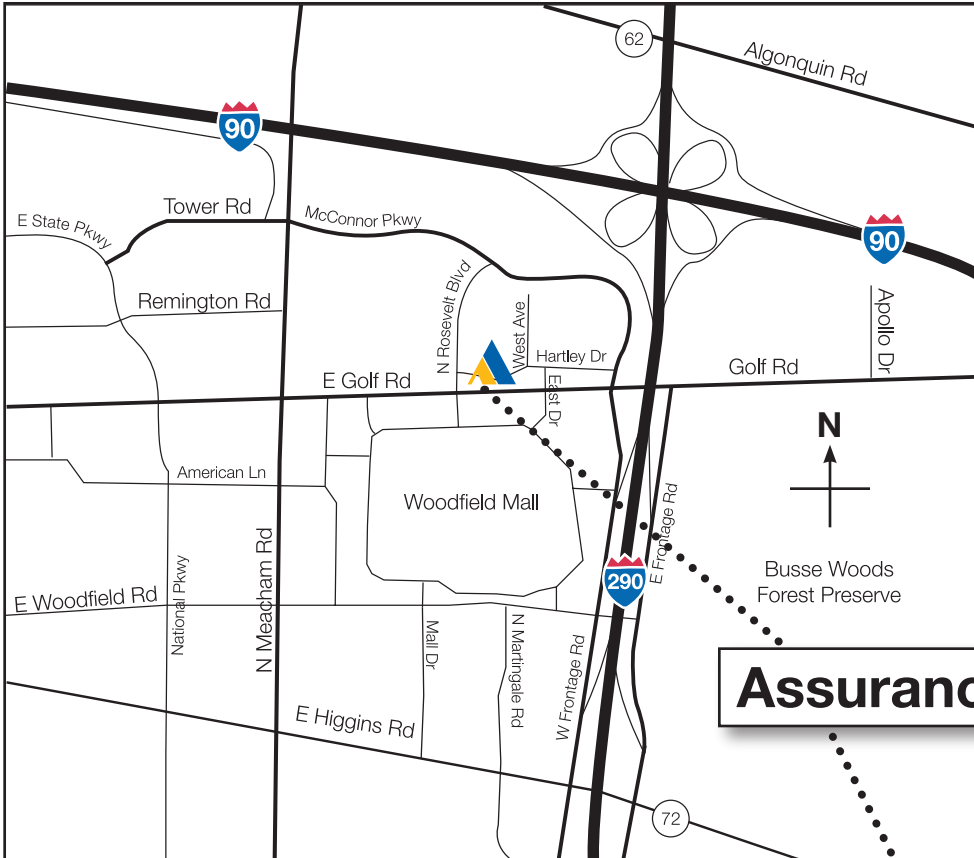 62
Algonquin Rd
90
Tower Rd
McConnor Pkwy
E State Pkwy
90
N Rosevelt Blvd
West Ave
Remington Rd
Apollo Dr
Hartley Dr
Golf Rd
E Golf Rd
East Dr
N
American Ln
Woodfield Mall
E Frontage Rd
290
Busse Woods
Forest Preserve
E Woodfield Rd
National Pkwy
N Meacham Rd
Mall Dr
N Martingale Rd
W Frontage Rd
Assuranc
E Higgins Rd
72